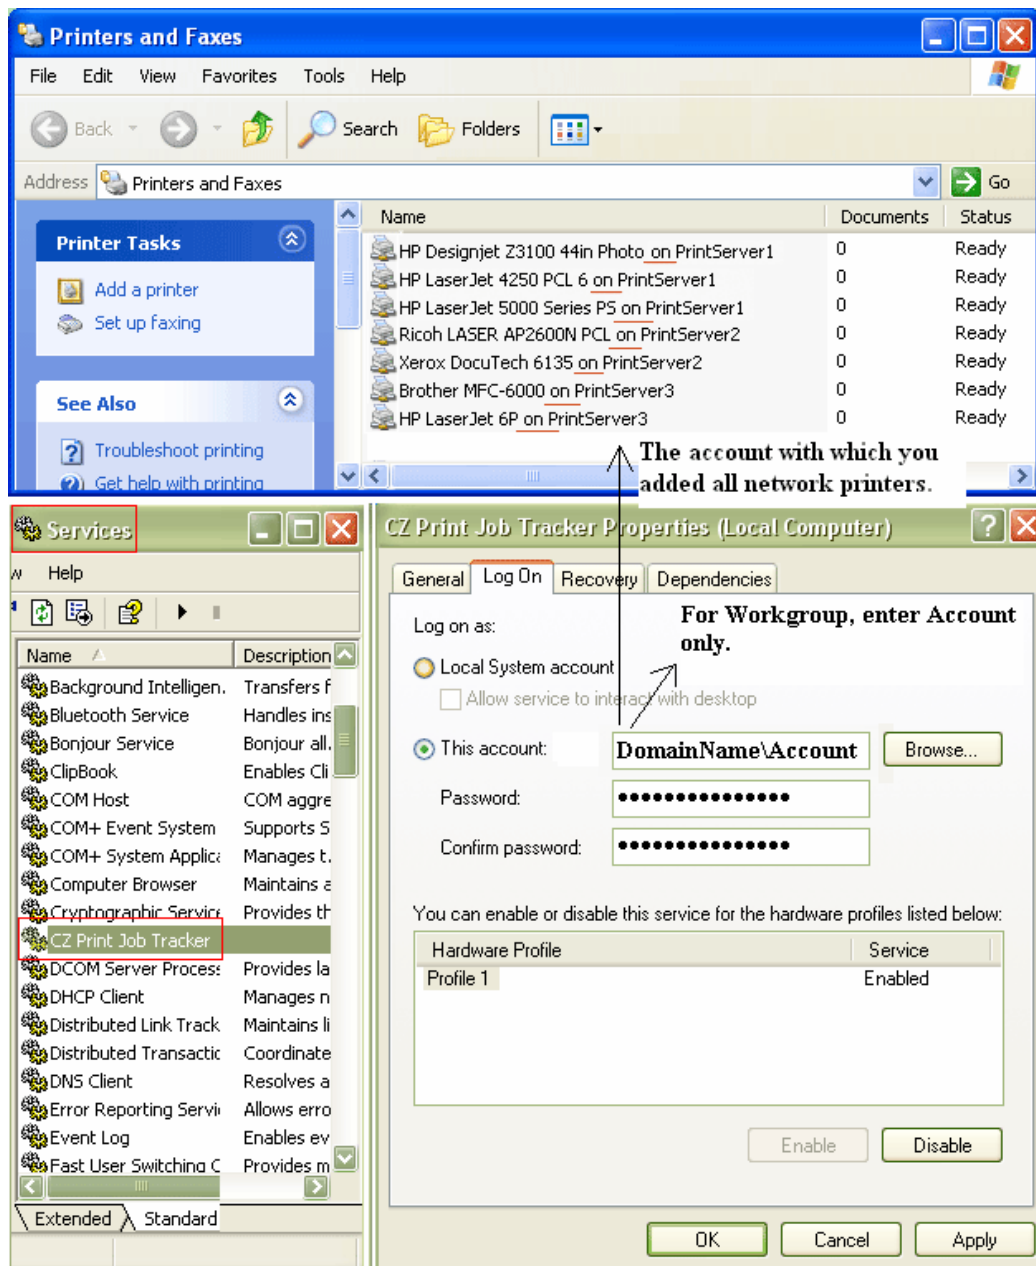 Printers and Faxes
File Edit View Favorites Tools Help
Back Search Folders
Address Printers and Faxes Go
Printer Tasks
Add a printer
Set up faxing
See Also
Troubleshoot printing
Get help with printing
Name Documents Status
HP Designjet Z3100 44in Photo on PrintServer1 0 Ready
HP LaserJet 4250 PCL 6 on PrintServer1 0 Ready
HP LaserJet 5000 Series PS on PrintServer1 0 Ready
Ricoh LASER AP2600N PCL on PrintServer2 0 Ready
Xerox DocuTech 6135 on PrintServer2 0 Ready
Brother MFC-6000 on PrintServer3 0 Ready
HP LaserJet 6P on PrintServer3 0 Ready
The account with which you
added all network printers.
Services
w Help
Name Description
Background Intelligen. Transfers f
Bluetooth Service Handles ins
Bonjour Service Bonjour all.
ClipBook Enables Cli
COM Host COM aggre
COM+ Event System Supports S
COM+ System Applica Manages t.
Computer Browser Maintains a
Cryptographic Service Provides th
CZ Print Job Tracker
DCOM Server Process Provides la
DHCP Client Manages n
Distributed Link Track Maintains li
Distributed Transactic Coordinate
DNS Client Resolves a
Error Reporting Servi Allows erro
Event Log Enables ev
Fast User Switching C Provides m
Extended Standard
CZ Print Job Tracker Properties (Local Computer)
General Log On Recovery Dependencies
Log on as:
For Workgroup, enter Account
only.
Local System account
Allow service to interact with desktop
This account: DomainName\Account Browse...
Password: •••••••••••••••
Confirm password: •••••••••••••••
You can enable or disable this service for the hardware profiles listed below:
Hardware Profile Service
Profile 1 Enabled
Enable Disable
OK Cancel Apply